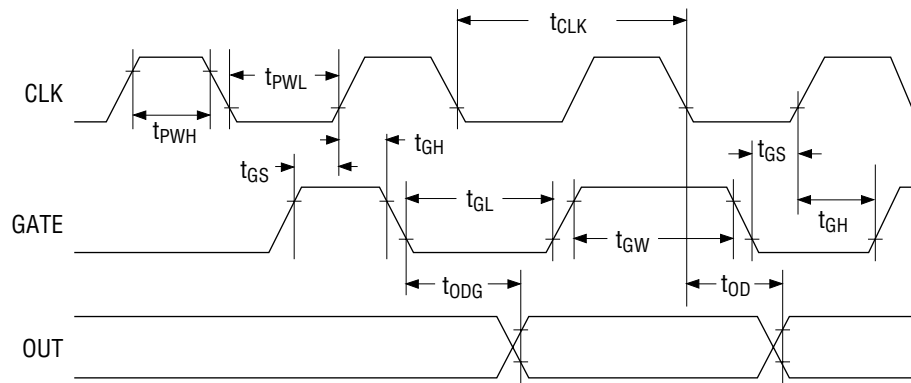 tCLK
CLK
tPWL
tPWH
tGH
tGS
tGS
GATE
tGL
tGH
tGW
tODG
tOD
OUT